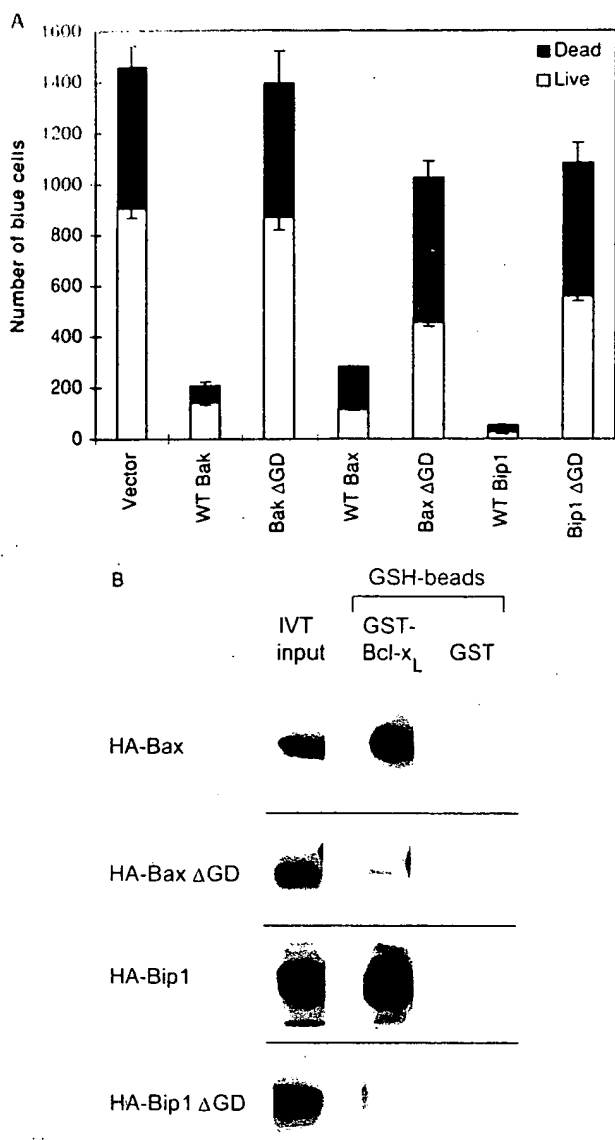 A
1600
1400
1200
1000
800
600
400
200
0
Number of blue cells
Dead
Live
Vector
WT Bak
Bak ΔGD
WT Bax
Bax ΔGD
WT Bip1
Bip1 ΔGD
B
GSH-beads
IVT
input
GST-
Bcl-xL
GST
HA-Bax
HA-Bax ΔGD
HA-Bip1
HA-Bip1 ΔGD